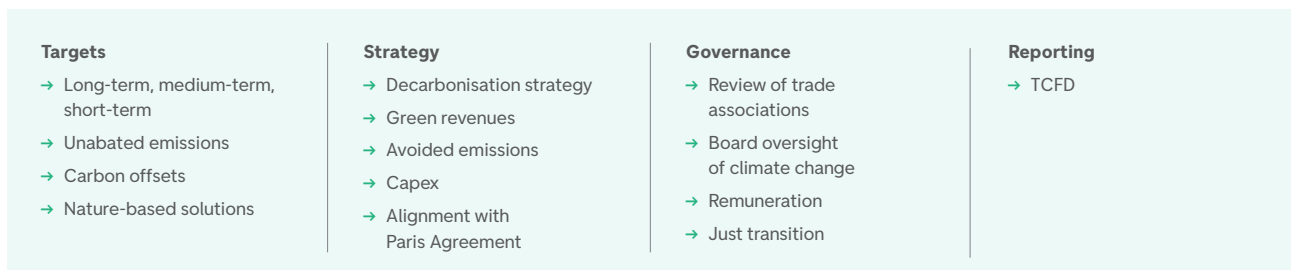 Targets
→ Long-term, medium-term,
short-term
→ Unabated emissions
→ Carbon offsets
→ Nature-based solutions
Strategy
→ Decarbonisation strategy
→ Green revenues
→ Avoided emissions
→ Capex
→ Alignment with
Paris Agreement
Governance
→ Review of trade
associations
→ Board oversight
of climate change
→ Remuneration
→ Just transition
Reporting
→ TCFD